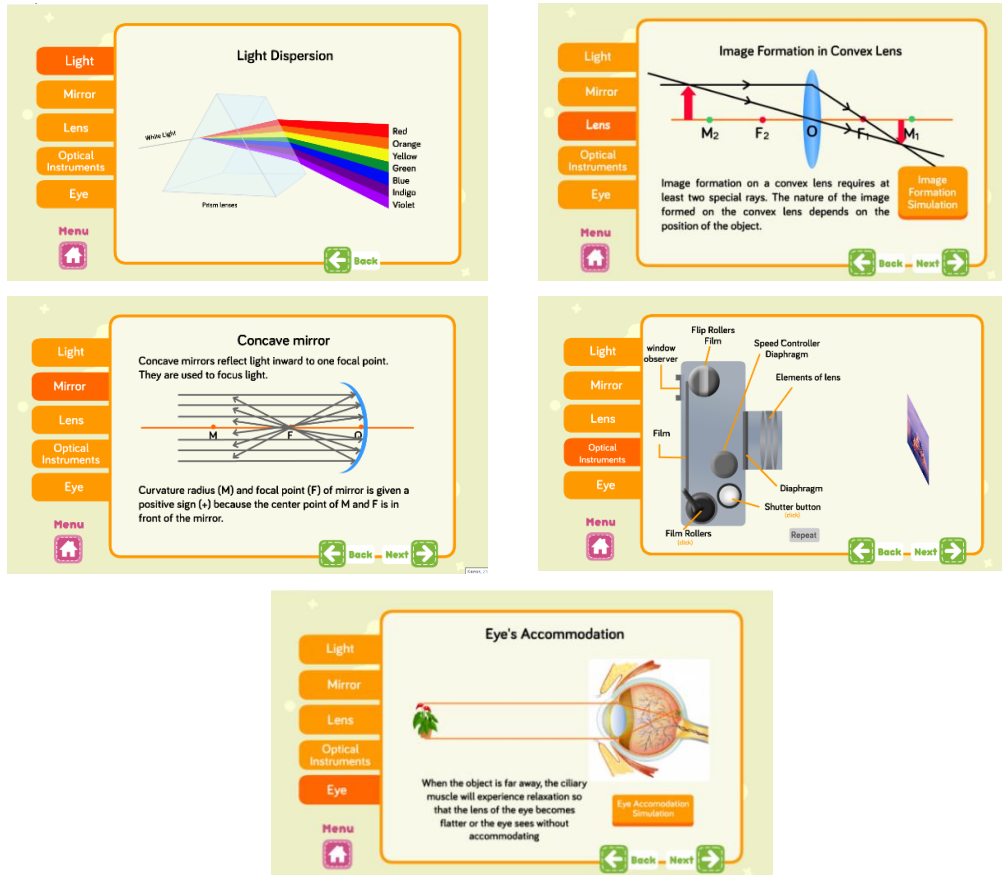 Light Dispersion
Light
Mirror
Lens
Optical
Instruments
Eye
Menu
White Light
Prism lenses
Red
Orange
Yellow
Green
Blue
Indigo
Violet
Back
Image Formation in Convex Lens
Light
Mirror
Lens
Optical
Instruments
Eye
Menu
M2 F2 O F1 M1
Image formation on a convex lens requires at
least two special rays. The nature of the image
formed on the convex lens depends on the
position of the object.
Image
Formation
Simulation
Back Next
Concave mirror
Light
Mirror
Lens
Optical
Instruments
Eye
Menu
Concave mirrors reflect light inward to one focal point.
They are used to focus light.
M F O
Curvature radius (M) and focal point (F) of mirror is given a
positive sign (+) because the center point of M and F is in
front of the mirror.
Back Next
Light
Mirror
Lens
Optical
Instruments
Eye
Menu
Flip Rollers
Film
window
observer
Speed Controller
Diaphragm
Elements of lens
Film
Diaphragm
Shutter button
(click)
Film Rollers
(click)
Repeat
Back Next
Eye's Accommodation
Light
Mirror
Lens
Optical
Instruments
Eye
Menu
When the object is far away, the ciliary
muscle will experience relaxation so
that the lens of the eye becomes
flatter or the eye sees without
accommodating
Eye Accomodation
Simulation
Back Next